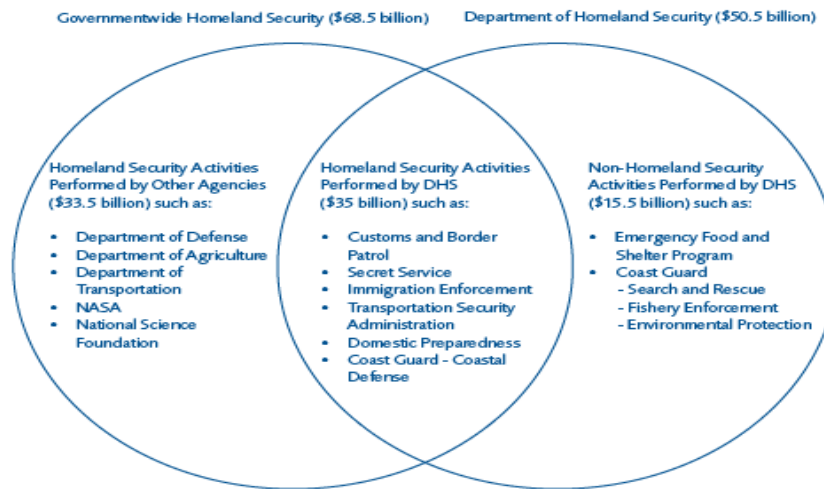 Governmentwide Homeland Security ($68.5 billion)
Department of Homeland Security ($50.5 billion)
Homeland Security Activities
Performed by Other Agencies
($33.5 billion) such as:
• Department of Defense
• Department of Agriculture
• Department of
Transportation
• NASA
• National Science
Foundation
Homeland Security Activities
Performed by DHS
($35 billion) such as:
• Customs and Border
Patrol
• Secret Service
• Immigration Enforcement
• Transportation Security
Administration
• Domestic Preparedness
• Coast Guard - Coastal
Defense
Non-Homeland Security
Activities Performed by DHS
($15.5 billion) such as:
• Emergency Food and
Shelter Program
• Coast Guard
- Search and Rescue
- Fishery Enforcement
- Environmental Protection